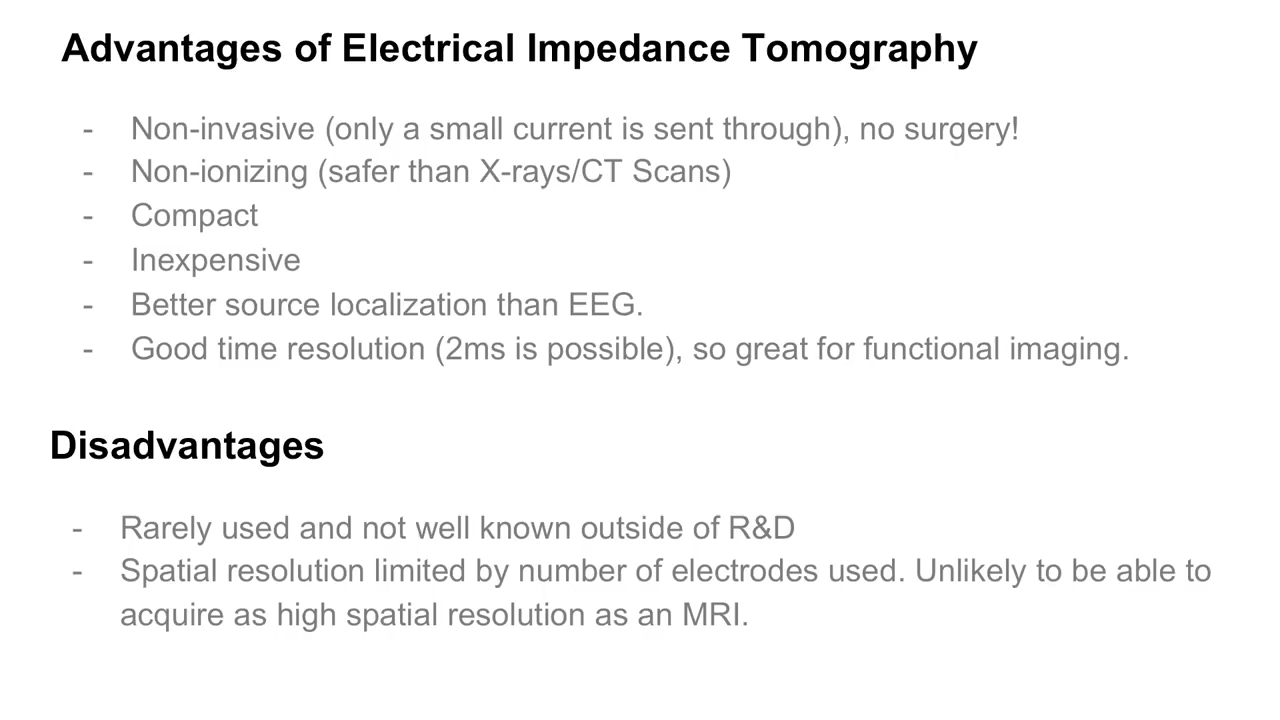 Advantages of Electrical Impedance Tomography
- Non-invasive (only a small current is sent through), no surgery!
- Non-ionizing (safer than X-rays/CT Scans)
- Compact
- Inexpensive
- Better source localization than EEG.
- Good time resolution (2ms is possible), so great for functional imaging.
Disadvantages
- Rarely used and not well known outside of R&D
- Spatial resolution limited by number of electrodes used. Unlikely to be able to
acquire as high spatial resolution as an MRI.